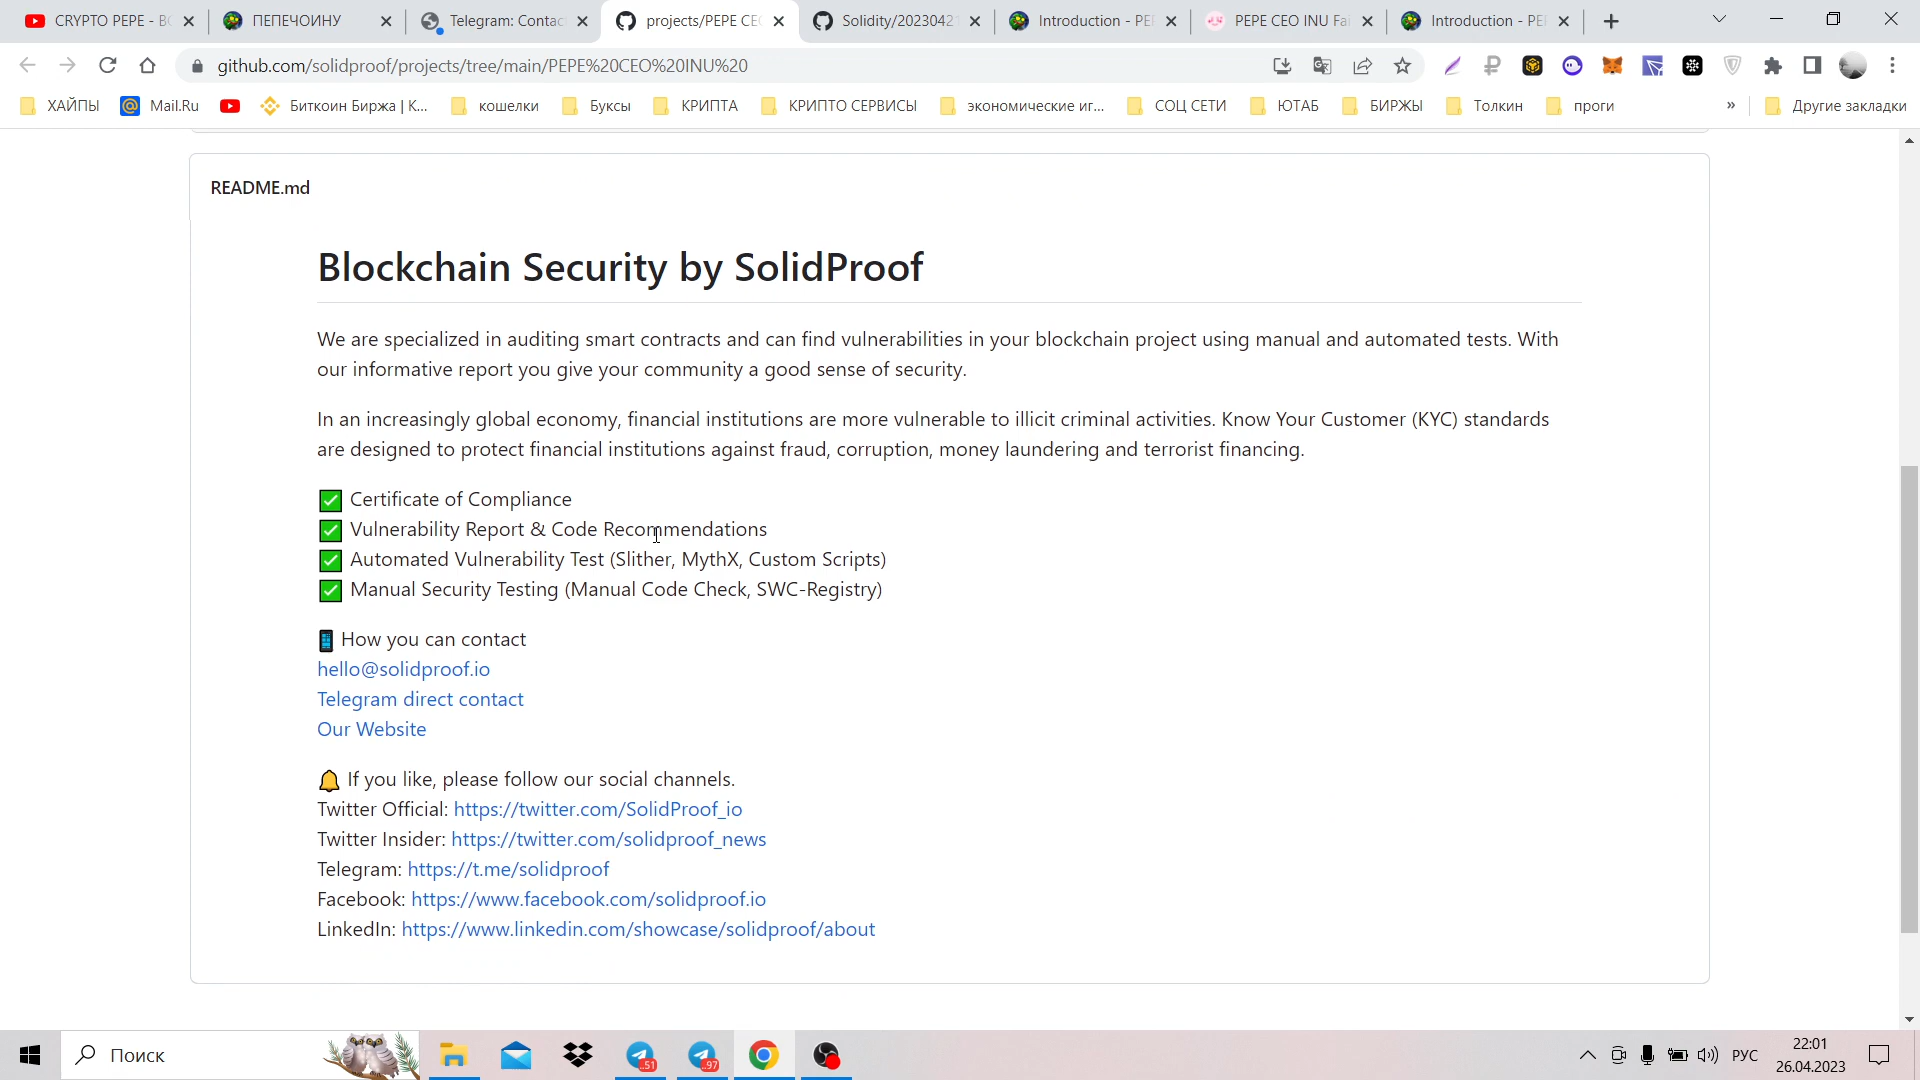 CRYPTO PEPE - BC
ПЕПЕЧОИНУ
Telegram: Contac
projects/PEPE CE
Solidity/20230421
Introduction - PE
PEPE CEO INU Fai
Introduction - PE
github.com/solidproof/projects/tree/main/PEPE%20CEO%20INU%20
ХАЙПЫ
Mail.Ru
Биткоин Биржа | К...
кошелки
Буксы
КРИПТА
КРИПТО СЕРВИСЫ
экономические иг...
СОЦ СЕТИ
ЮТАБ
БИРЖЫ
Толкин
проги
»
Другие закладки
README.md
Blockchain Security by SolidProof
We are specialized in auditing smart contracts and can find vulnerabilities in your blockchain project using manual and automated tests. With
our informative report you give your community a good sense of security.
In an increasingly global economy, financial institutions are more vulnerable to illicit criminal activities. Know Your Customer (KYC) standards
are designed to protect financial institutions against fraud, corruption, money laundering and terrorist financing.
✅ Certificate of Compliance
✅ Vulnerability Report & Code Recommendations
✅ Automated Vulnerability Test (Slither, MythX, Custom Scripts)
✅ Manual Security Testing (Manual Code Check, SWC-Registry)
📱 How you can contact
hello@solidproof.io
Telegram direct contact
Our Website
🔔 If you like, please follow our social channels.
Twitter Official: https://twitter.com/SolidProof_io
Twitter Insider: https://twitter.com/solidproof_news
Telegram: https://t.me/solidproof
Facebook: https://www.facebook.com/solidproof.io
LinkedIn: https://www.linkedin.com/showcase/solidproof/about
Поиск
..51
..97
РУС
22:01
26.04.2023